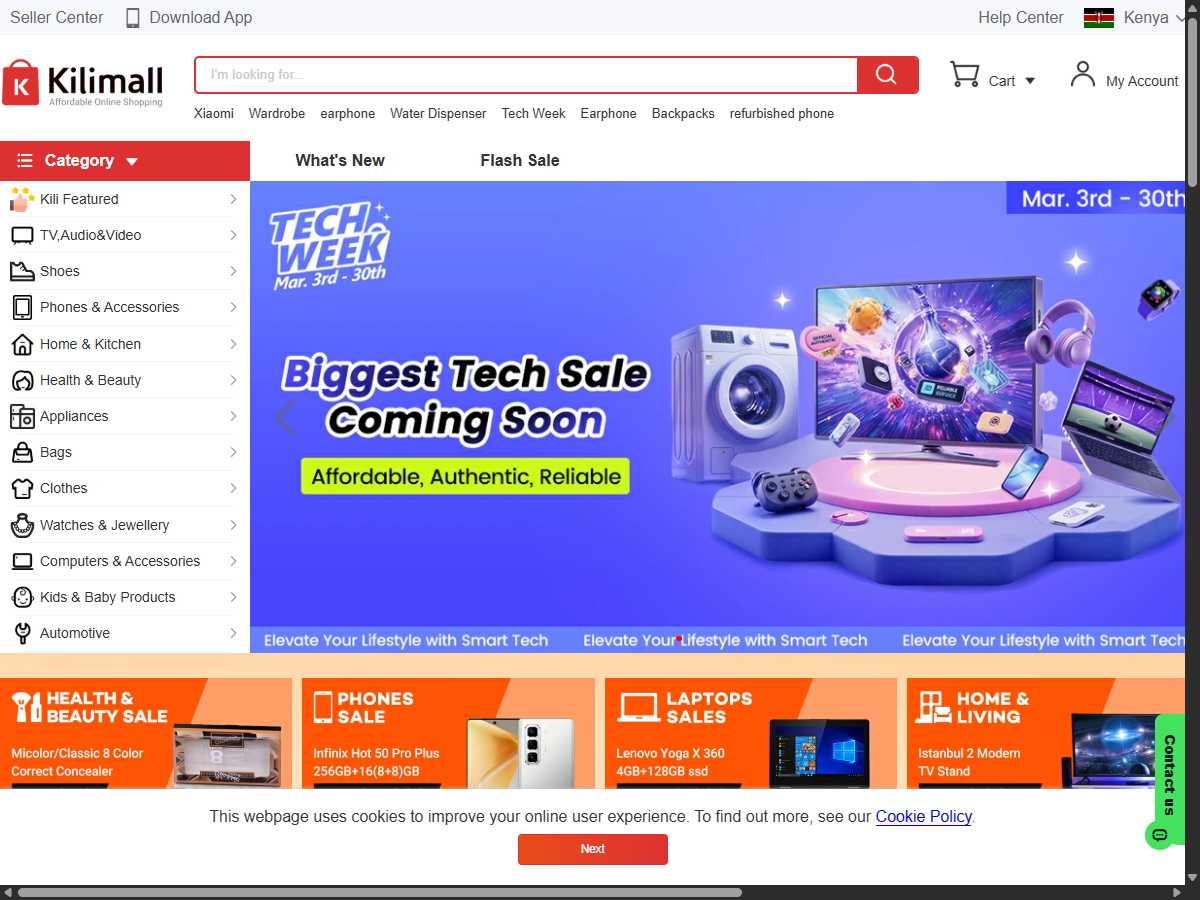 Seller Center
Download App
Help Center
Kenya
K Kilimall
Affordable Online Shopping
I'm looking for...
Cart
My Account
Xiaomi Wardrobe earphone Water Dispenser Tech Week Earphone Backpacks refurbished phone
Category
What's New
Flash Sale
Kili Featured
TV,Audio&Video
Shoes
Phones & Accessories
Home & Kitchen
Health & Beauty
Appliances
Bags
Clothes
Watches & Jewellery
Computers & Accessories
Kids & Baby Products
Automotive
Mar. 3rd - 30th
TECH
WEEK
Mar. 3rd - 30th
Biggest Tech Sale
Coming Soon
Affordable, Authentic, Reliable
OFFICIAL
AUTHENTIC
RELIABLE
SERVICE
Elevate Your Lifestyle with Smart Tech Elevate Your Lifestyle with Smart Tech Elevate Your Lifestyle with Smart Tech
HEALTH &
BEAUTY SALE
Micolor/Classic 8 Color
Correct Concealer
PHONES
SALE
Infinix Hot 50 Pro Plus
256GB+16(8+8)GB
LAPTOPS
SALES
Lenovo Yoga X 360
4GB+128GB ssd
HOME &
LIVING
Istanbul 2 Modern
TV Stand
Contact us
This webpage uses cookies to improve your online user experience. To find out more, see our Cookie Policy.
Next